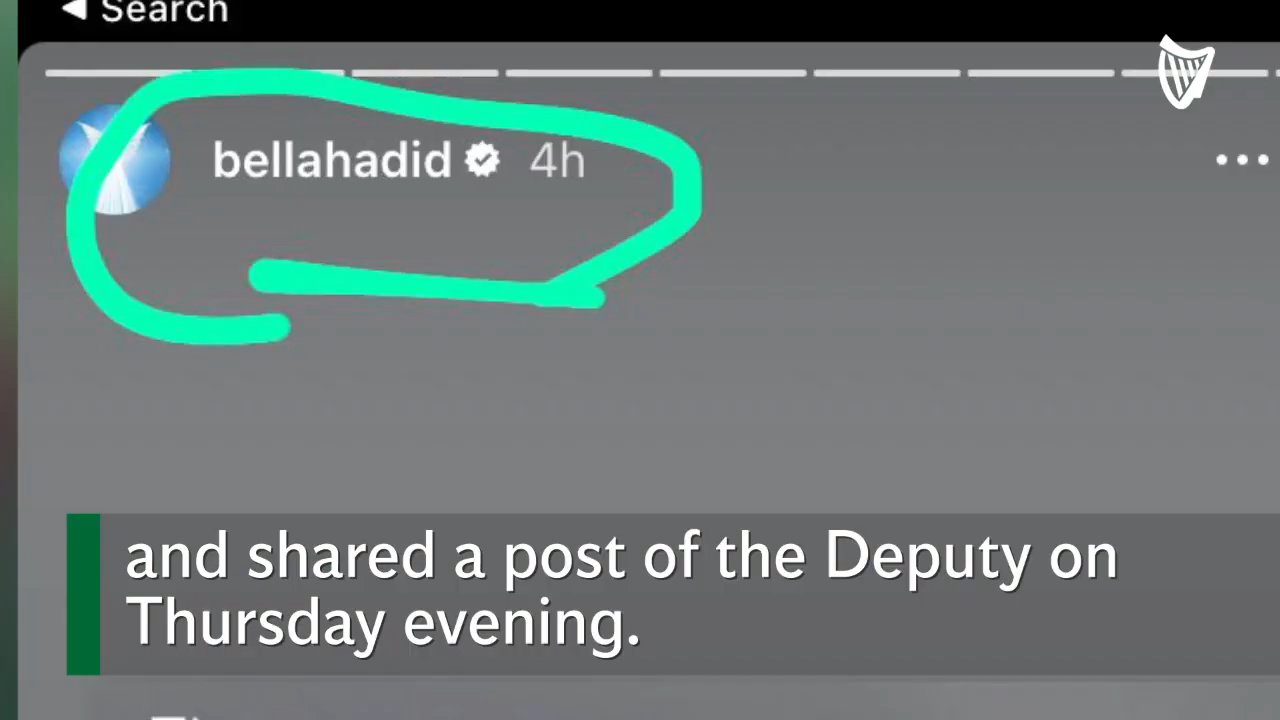 ◀ Search
bellahadid 4h
and shared a post of the Deputy on
Thursday evening.